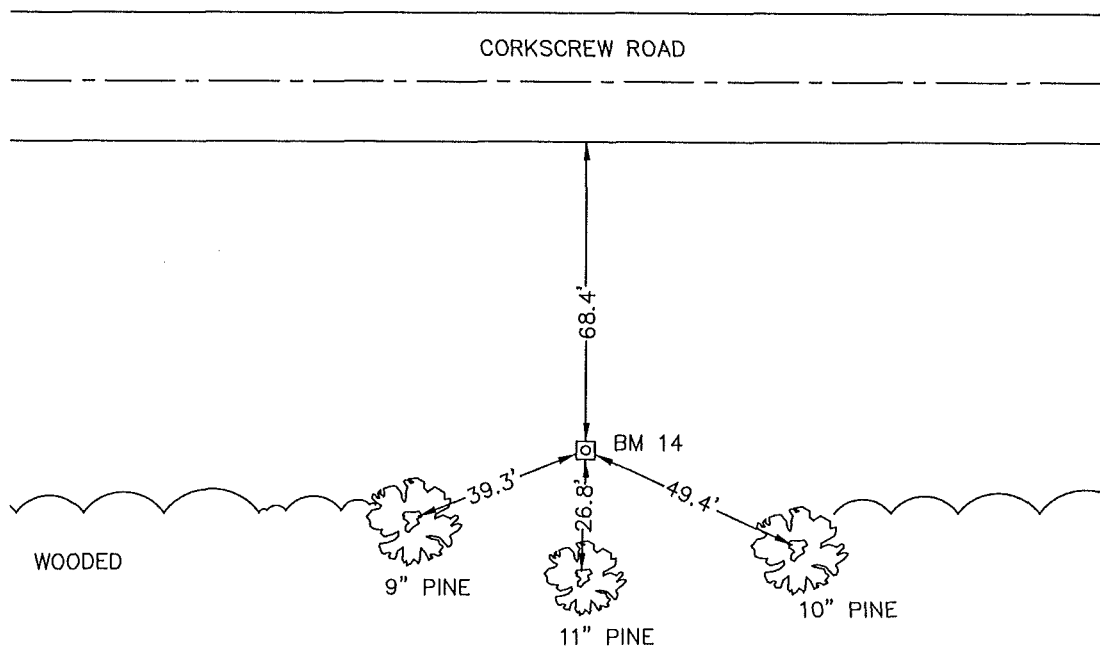 CORKSCREW ROAD
68.4'
BM 14
39.3'
26.8'
49.4'
WOODED
9" PINE
10" PINE
11" PINE